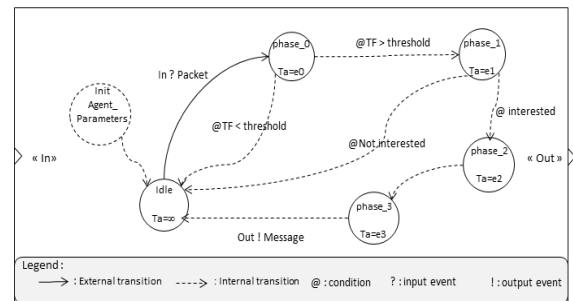 phase_0
Ta=e0
@TF > threshold
phase_1
Ta=e1
In ? Packet
Init
Agent_
Parameters
@TF < threshold
@ interested
@Not interested
« In»
phase_2
Ta=e2
« Out »
Idle
Ta=∞
phase_3
Ta=e3
Out ! Message
Legend :
: External transition
: Internal transition
@ : condition
? : input event
! : output event